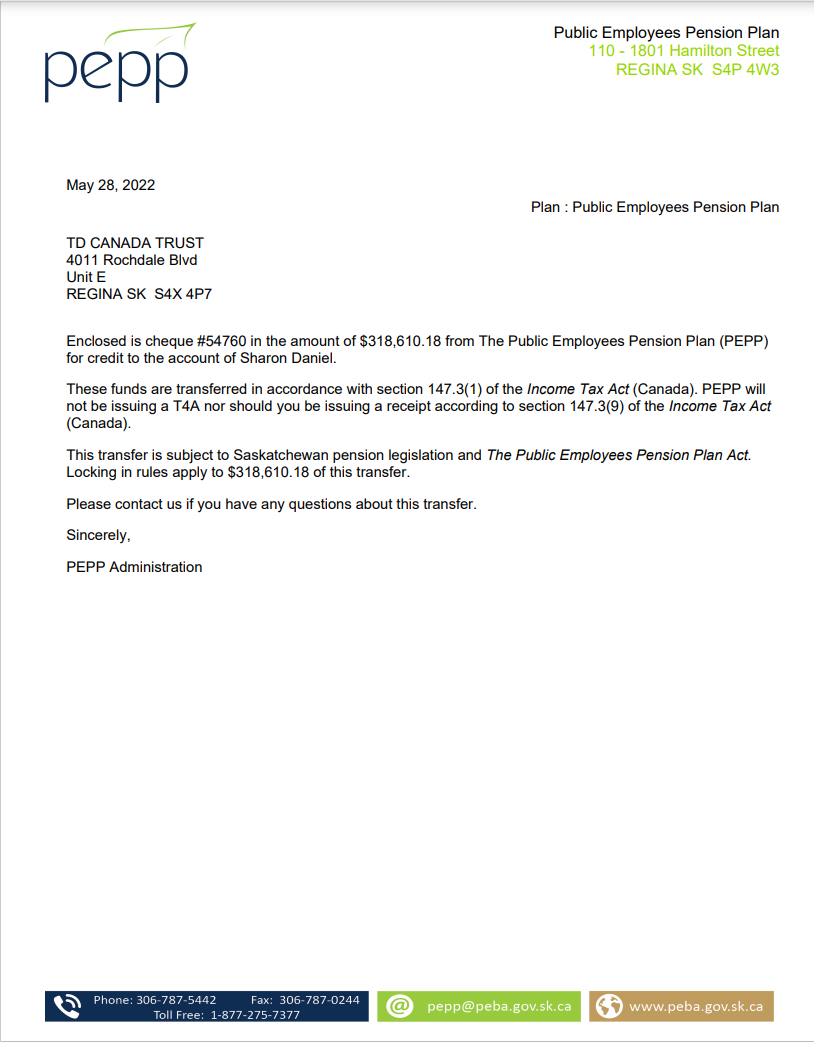 pepp
Public Employees Pension Plan
110 - 1801 Hamilton Street
REGINA SK S4P 4W3
May 28, 2022
Plan : Public Employees Pension Plan
TD CANADA TRUST
4011 Rochdale Blvd
Unit E
REGINA SK S4X 4P7
Enclosed is cheque #54760 in the amount of $318,610.18 from The Public Employees Pension Plan (PEPP)
for credit to the account of Sharon Daniel.
These funds are transferred in accordance with section 147.3(1) of the Income Tax Act (Canada). PEPP will
not be issuing a T4A nor should you be issuing a receipt according to section 147.3(9) of the Income Tax Act
(Canada).
This transfer is subject to Saskatchewan pension legislation and The Public Employees Pension Plan Act.
Locking in rules apply to $318,610.18 of this transfer.
Please contact us if you have any questions about this transfer.
Sincerely,
PEPP Administration
Phone: 306-787-5442 Fax: 306-787-0244
Toll Free: 1-877-275-7377
@ pepp@peba.gov.sk.ca
www.peba.gov.sk.ca